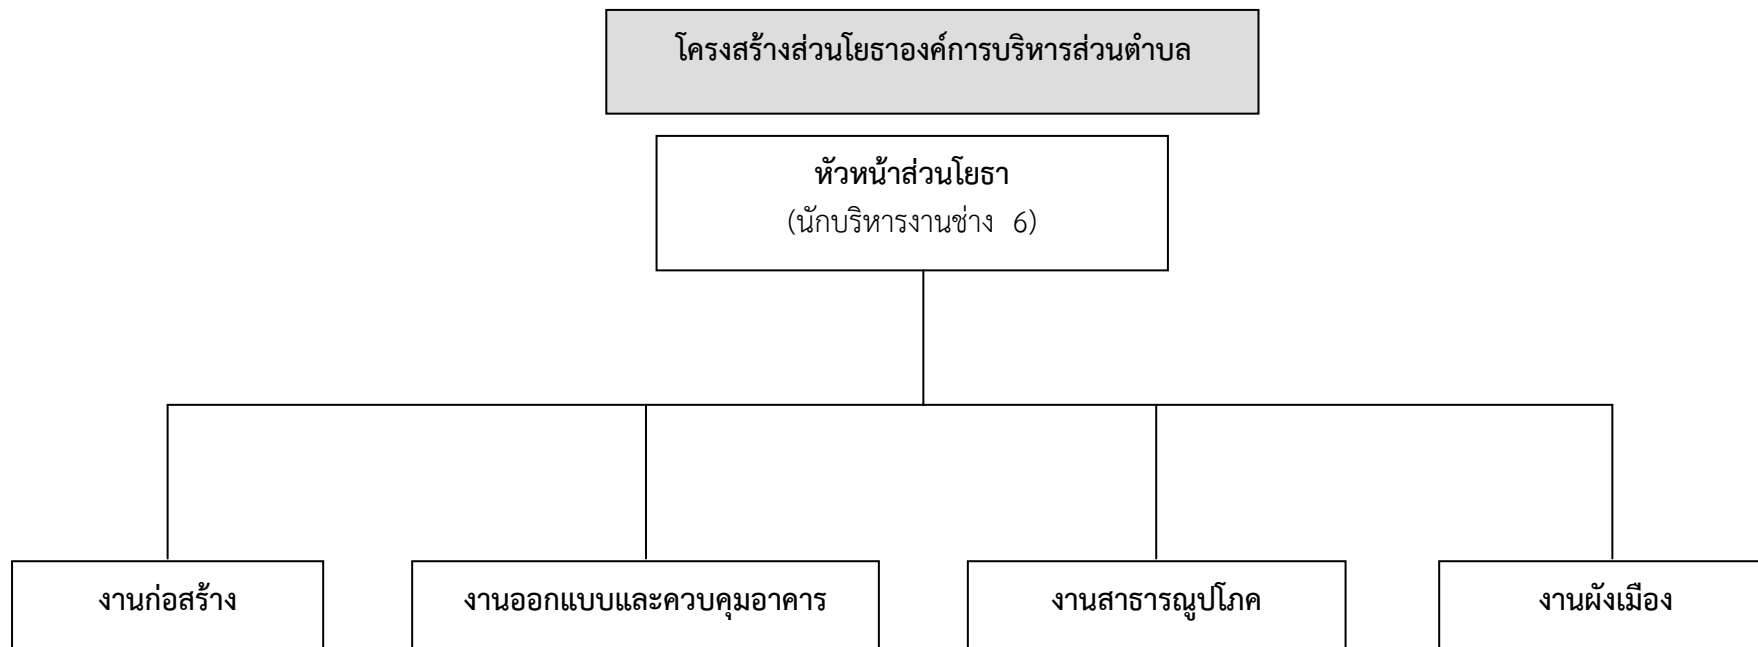 โครงสร้างส่วนโยธาองค์การบริหารส่วนตำบล
หัวหน้าส่วนโยธา
(นักบริหารงานช่าง 6)
งานก่อสร้าง
งานออกแบบและควบคุมอาคาร
งานสาธารณูปโภค
งานผังเมือง